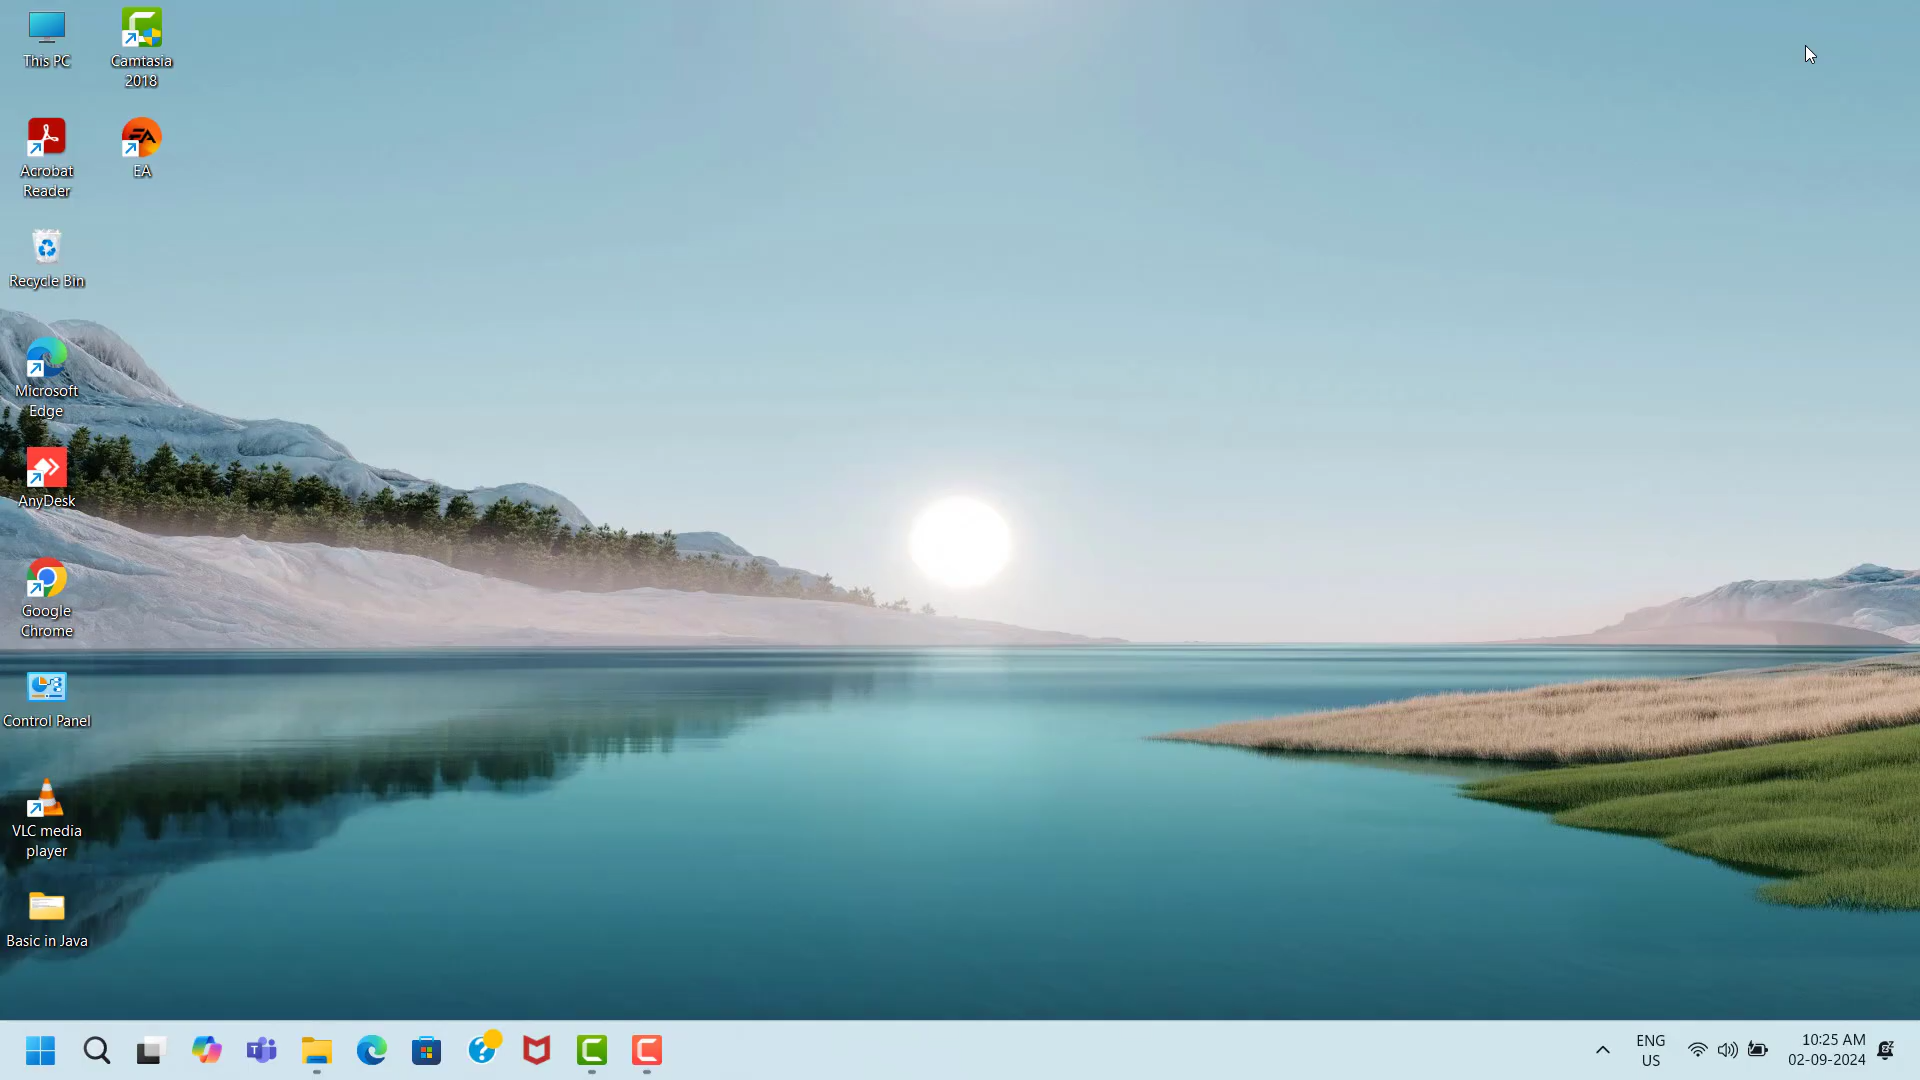 This PC
Camtasia
2018
Acrobat
Reader
EA
Recycle Bin
Microsoft
Edge
AnyDesk
Google
Chrome
Control Panel
VLC media
player
Basic in Java
ENG
US
10:25 AM
02-09-2024